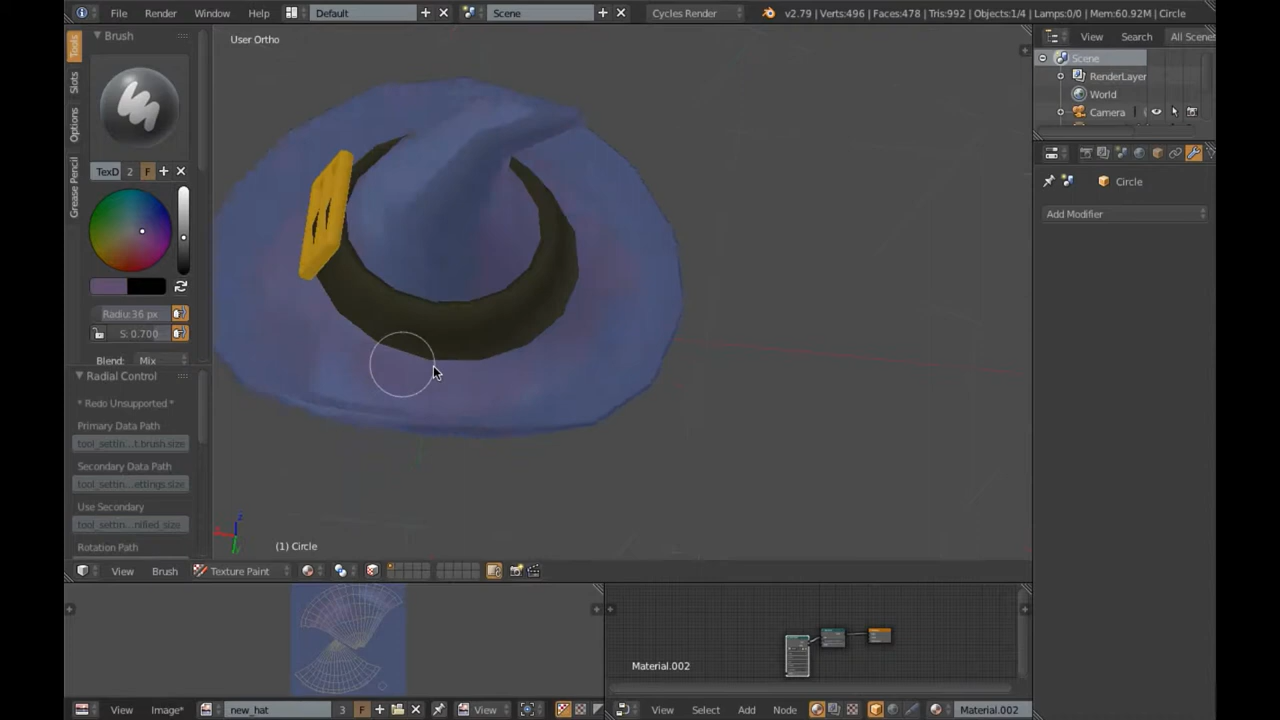 File Render Window Help Default Scene Cycles Render v2.79 | Verts:496 | Faces:478 | Tris:992 | Objects:1/4 | Lamps:0/0 | Mem:60.92M | Circle
Tools
Slots
Options
Grease Pencil
Brush
TexD 2 F
Radiu: 36 px
S: 0.700
Blend: Mix
Radial Control
* Redo Unsupported *
Primary Data Path
tool_settin...t.brush.size
Secondary Data Path
tool_settin...ettings.size
Use Secondary
tool_settin...nified_size
Rotation Path
User Ortho
(1) Circle
View Brush Texture Paint
View Image* new_hat 3 F View
Material.002
View Select Add Node Material.002
View Search All Scenes
Scene
RenderLayer
World
Camera
Circle
Add Modifier